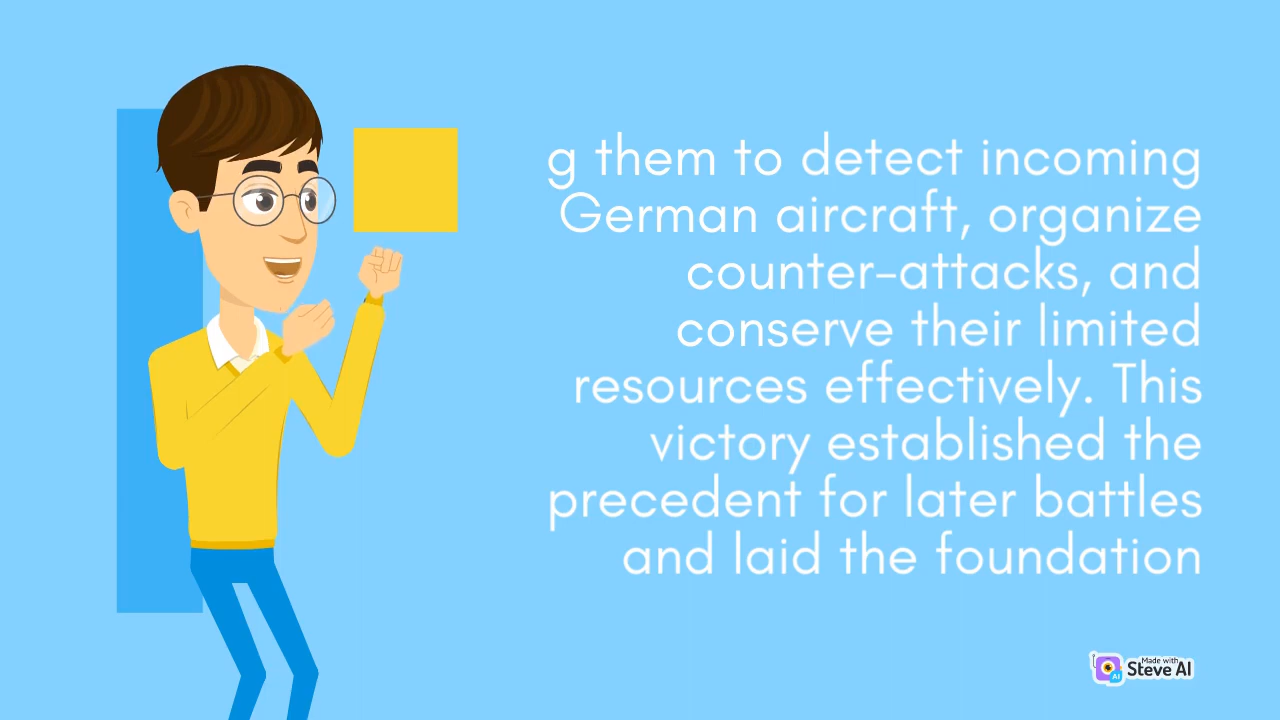 g them to detect incoming
German aircraft, organize
counter-attacks, and
conserve their limited
resources effectively. This
victory established the
precedent for later battles
and laid the foundation
Made with
Steve AI
AI